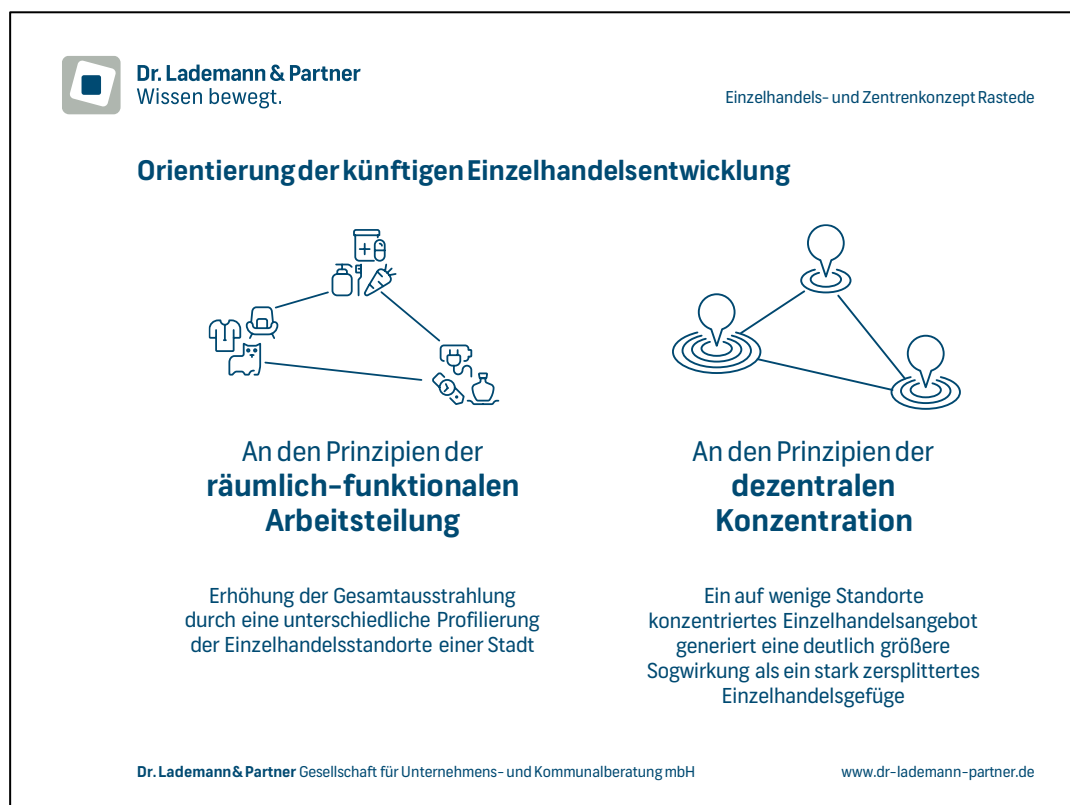 Dr. Lademann & Partner
Wissen bewegt.
Einzelhandels- und Zentrenkonzept Rastede
Orientierung der künftigen Einzelhandelsentwicklung
An den Prinzipien der
räumlich-funktionalen
Arbeitsteilung
Erhöhung der Gesamtausstrahlung
durch eine unterschiedliche Profilierung
der Einzelhandelsstandorte einer Stadt
An den Prinzipien der
dezentralen
Konzentration
Ein auf wenige Standorte
konzentriertes Einzelhandelsangebot
generiert eine deutlich größere
Sogwirkung als ein stark zersplittertes
Einzelhandelsgefüge
Dr. Lademann & Partner Gesellschaft für Unternehmens- und Kommunalberatung mbH
www.dr-lademann-partner.de